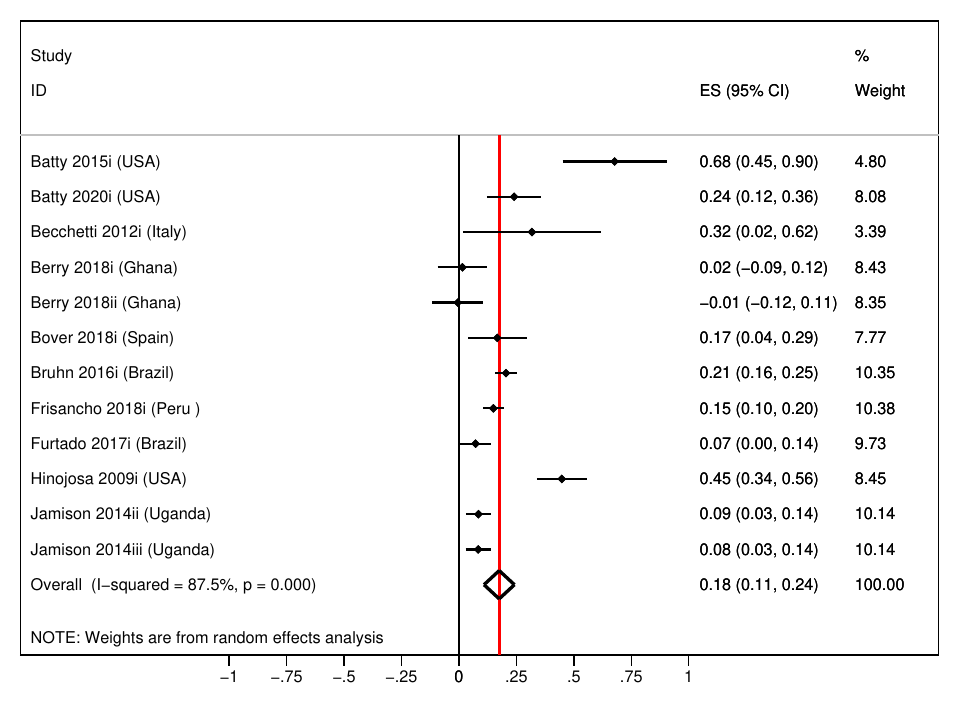 Study %
ID ES (95% CI) Weight
Batty 2015i (USA) 0.68 (0.45, 0.90) 4.80
Batty 2020i (USA) 0.24 (0.12, 0.36) 8.08
Becchetti 2012i (Italy) 0.32 (0.02, 0.62) 3.39
Berry 2018i (Ghana) 0.02 (−0.09, 0.12) 8.43
Berry 2018ii (Ghana) −0.01 (−0.12, 0.11) 8.35
Bover 2018i (Spain) 0.17 (0.04, 0.29) 7.77
Bruhn 2016i (Brazil) 0.21 (0.16, 0.25) 10.35
Frisancho 2018i (Peru ) 0.15 (0.10, 0.20) 10.38
Furtado 2017i (Brazil) 0.07 (0.00, 0.14) 9.73
Hinojosa 2009i (USA) 0.45 (0.34, 0.56) 8.45
Jamison 2014ii (Uganda) 0.09 (0.03, 0.14) 10.14
Jamison 2014iii (Uganda) 0.08 (0.03, 0.14) 10.14
Overall (I−squared = 87.5%, p = 0.000) 0.18 (0.11, 0.24) 100.00
NOTE: Weights are from random effects analysis
−1 −.75 −.5 −.25 0 .25 .5 .75 1